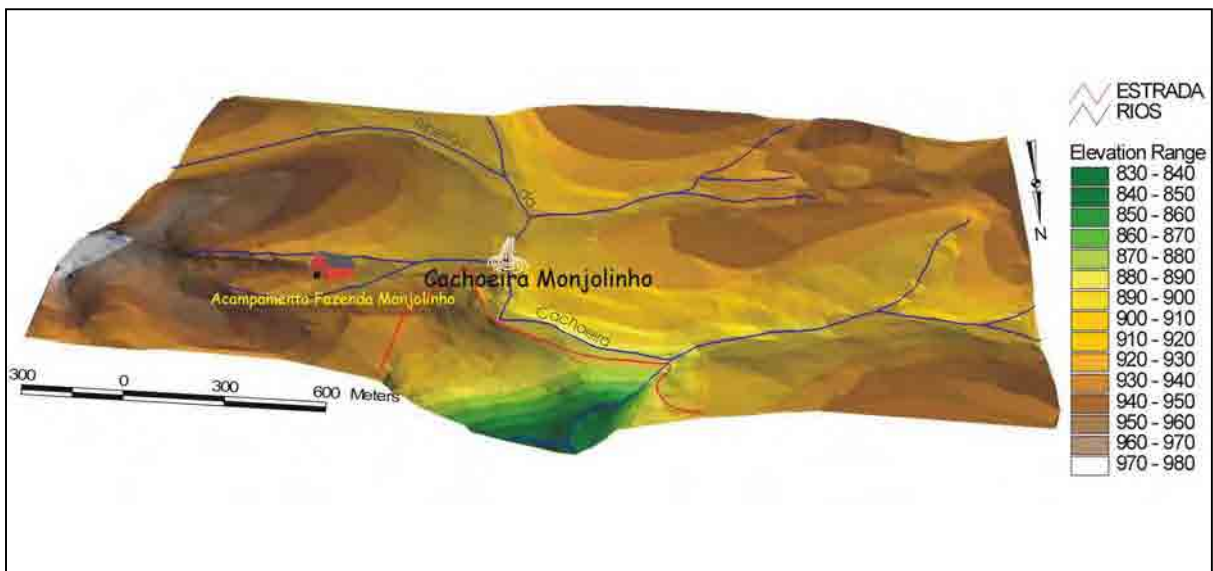 Ribeirão
da
Cachoeira Monjolinho
Acampamento Fazenda Monjolinho
Cachoeira
300 0 300 600 Meters
ESTRADA
RIOS
N
Elevation Range
830 - 840
840 - 850
850 - 860
860 - 870
870 - 880
880 - 890
890 - 900
900 - 910
910 - 920
920 - 930
930 - 940
940 - 950
950 - 960
960 - 970
970 - 980